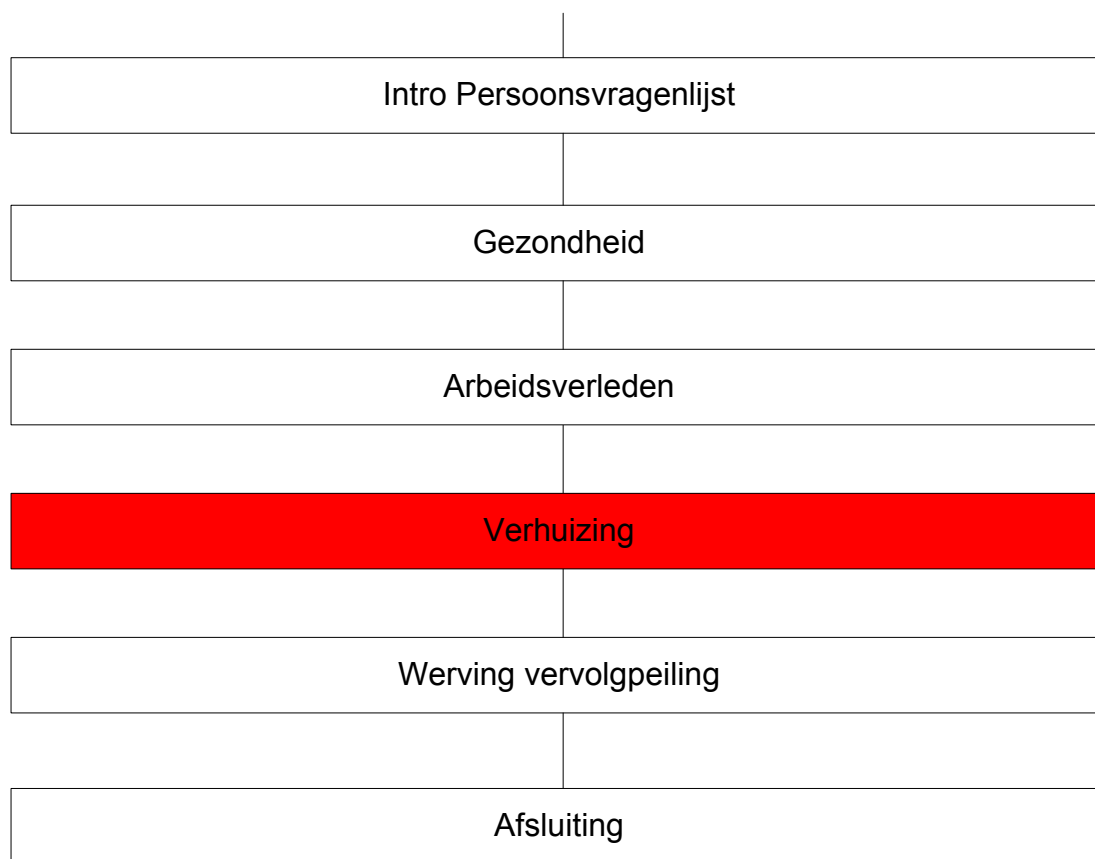 Intro Persoonsvragenlijst
Gezondheid
Arbeidsverleden
Verhuizing
Werving vervolgpeiling
Afsluiting